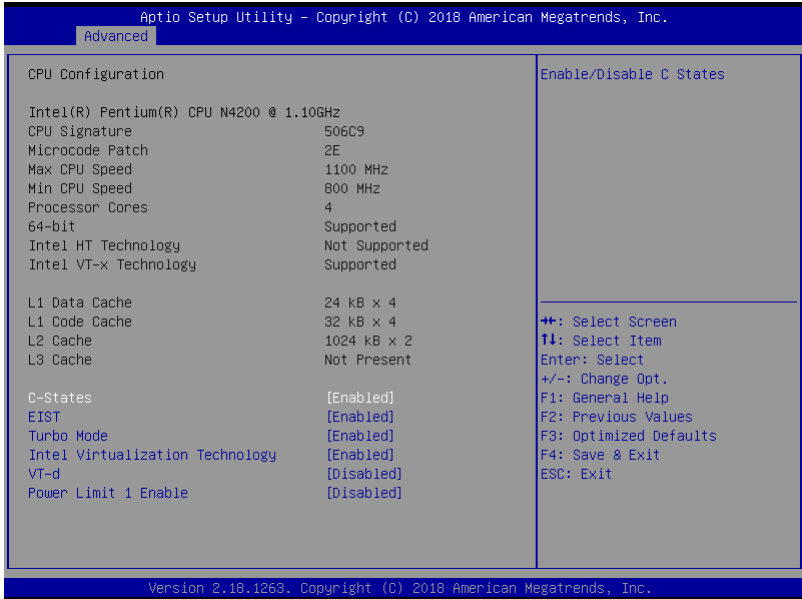 Aptio Setup Utility – Copyright (C) 2018 American Megatrends, Inc.
Advanced
CPU Configuration
Intel(R) Pentium(R) CPU N4200 @ 1.10GHz
CPU Signature 506C9
Microcode Patch 2E
Max CPU Speed 1100 MHz
Min CPU Speed 800 MHz
Processor Cores 4
64-bit Supported
Intel HT Technology Not Supported
Intel VT-x Technology Supported
L1 Data Cache 24 kB x 4
L1 Code Cache 32 kB x 4
L2 Cache 1024 kB x 2
L3 Cache Not Present
C-States [Enabled]
EIST [Enabled]
Turbo Mode [Enabled]
Intel Virtualization Technology [Enabled]
VT-d [Disabled]
Power Limit 1 Enable [Disabled]
Enable/Disable C States
→←: Select Screen
↑↓: Select Item
Enter: Select
+/-: Change Opt.
F1: General Help
F2: Previous Values
F3: Optimized Defaults
F4: Save & Exit
ESC: Exit
Version 2.18.1263. Copyright (C) 2018 American Megatrends, Inc.